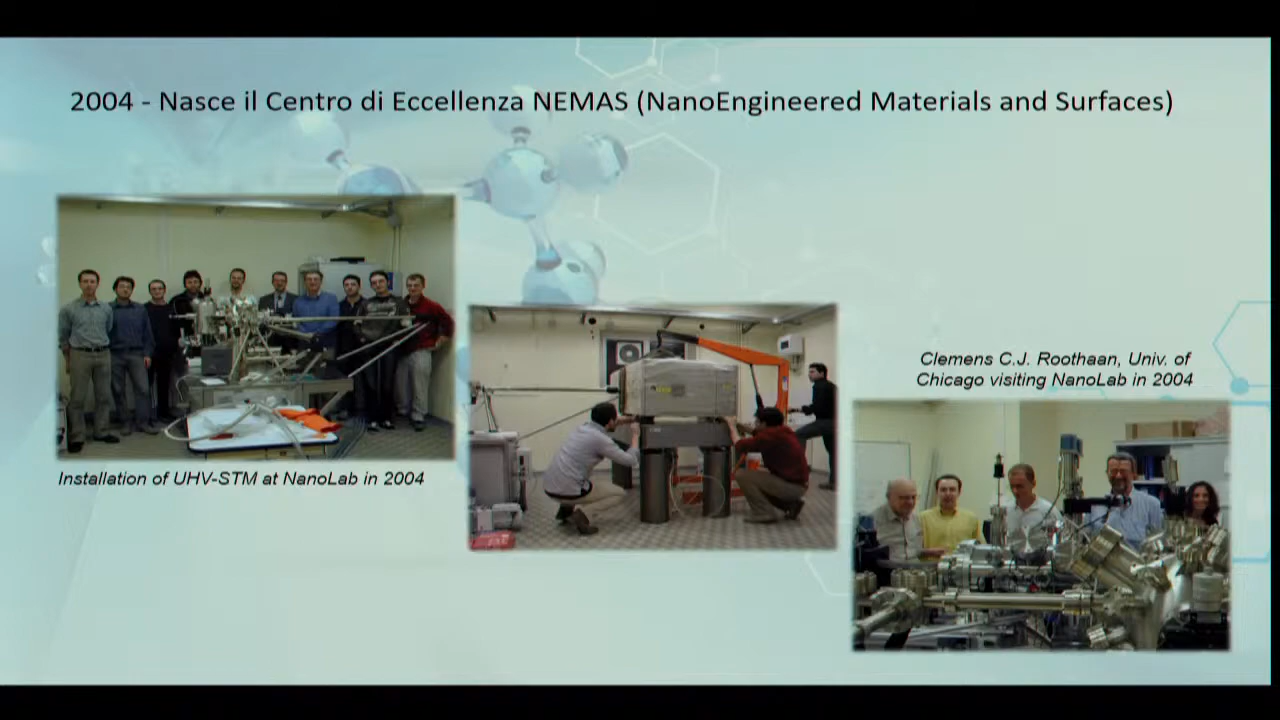 2004 - Nasce il Centro di Eccellenza NEMAS (NanoEngineered Materials and Surfaces)
Installation of UHV-STM at NanoLab in 2004
Clemens C.J. Roothaan, Univ. of
Chicago visiting NanoLab in 2004